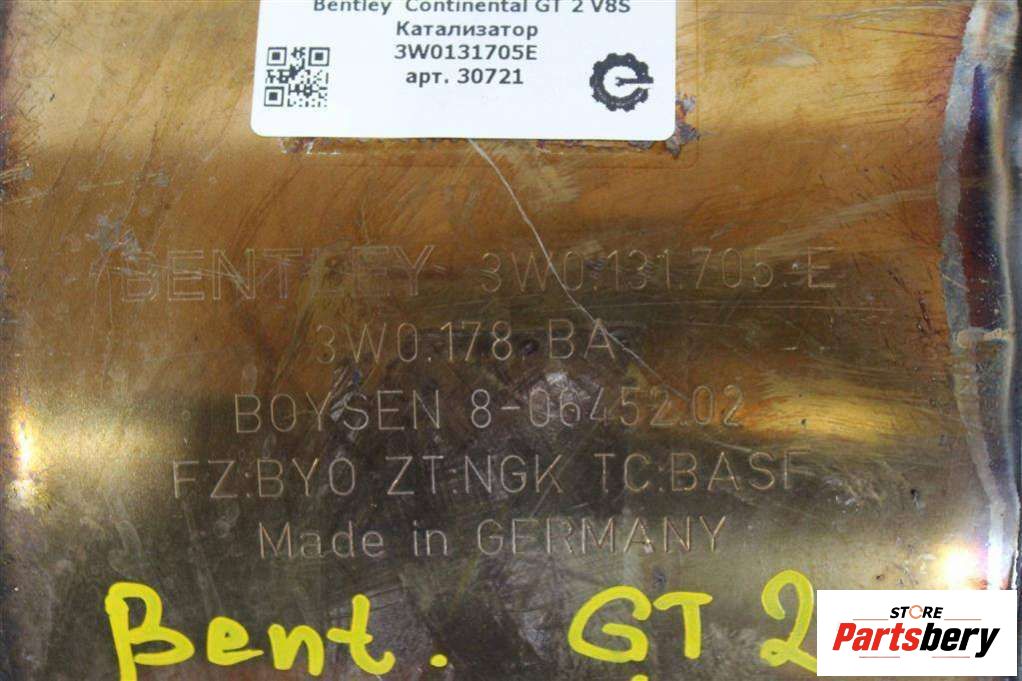 Bentley Continental GT 2 V8S
Катализатор
3W0131705E
арт. 30721
BENTLEY 3W0.131.705.E
3W0.178.BA
BOYSEN 8-06452.02
FZ:BYO ZT:NGK TC:BASF
Made in GERMANY
Bent. GT 2
STORE
Partsbery